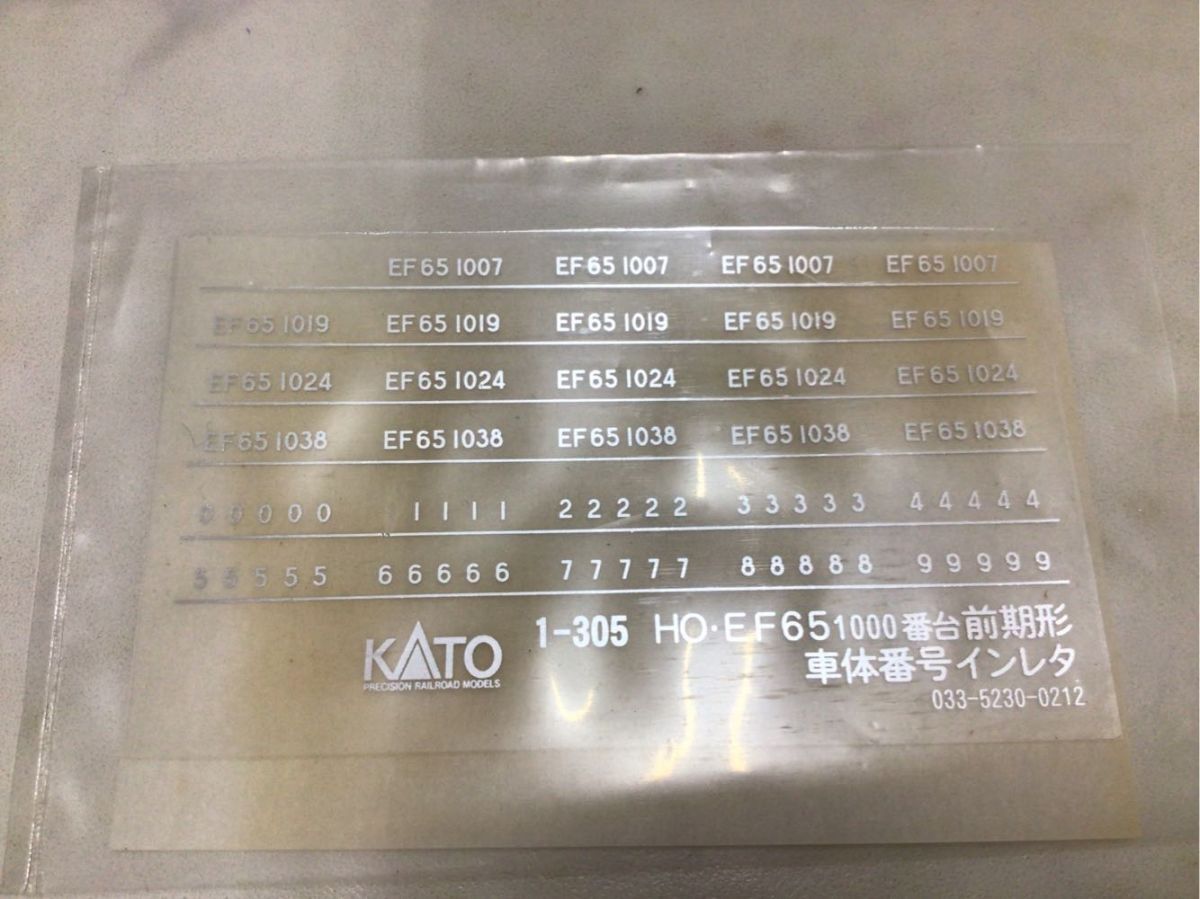 EF65 1007 EF65 1007 EF65 1007 EF65 1007
EF65 1019 EF65 1019 EF65 1019 EF65 1019 EF65 1019
EF65 1024 EF65 1024 EF65 1024 EF65 1024 EF65 1024
EF65 1038 EF65 1038 EF65 1038 EF65 1038 EF65 1038
0 0 0 0 0 1 1 1 1 2 2 2 2 2 3 3 3 3 3 4 4 4 4 4
5 5 5 5 5 6 6 6 6 6 7 7 7 7 7 8 8 8 8 8 9 9 9 9 9
KATO 1-305 HO・EF65 1000番台前期形
PRECISION RAILROAD MODELS 車体番号インレタ
033-5230-0212